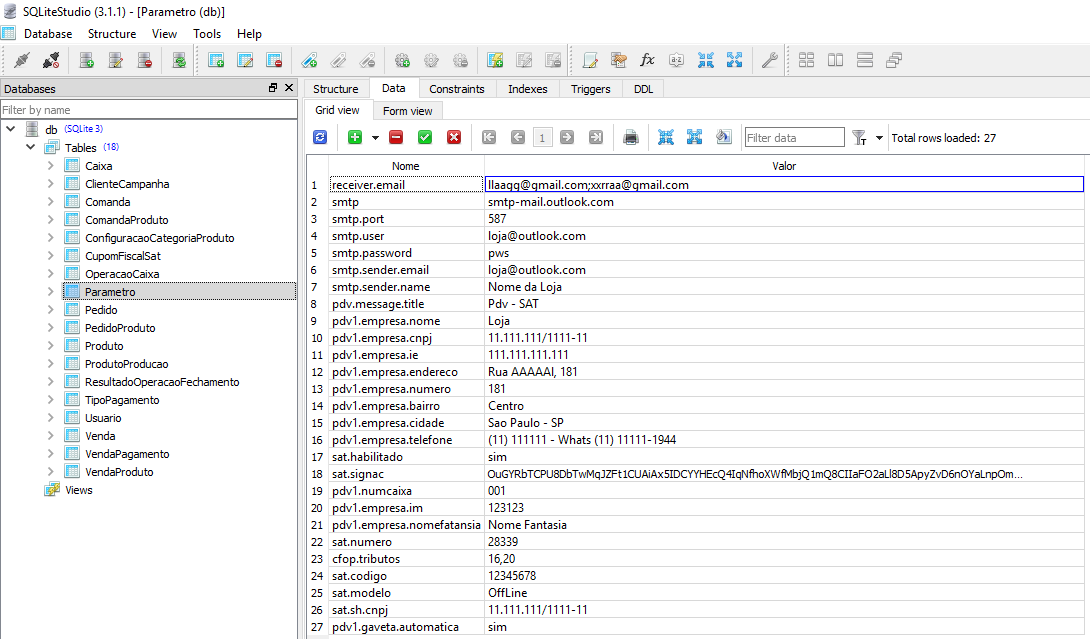 SQLiteStudio (3.1.1) - [Parametro (db)]
Database Structure View Tools Help
Databases
Filter by name
db (SQLite 3)
Tables (18)
Caixa
ClienteCampanha
Comanda
ComandaProduto
ConfiguracaoCategoriaProduto
CupomFiscalSat
OperacaoCaixa
Parametro
Pedido
PedidoProduto
Produto
ProdutoProducao
ResultadoOperacaoFechamento
TipoPagamento
Usuario
Venda
VendaPagamento
VendaProduto
Views
Structure Data Constraints Indexes Triggers DDL
Grid view Form view
1 Filter data Total rows loaded: 27
Nome Valor
1 receiver.email llaaqq@gmail.com;xxrraa@gmail.com
2 smtp smtp-mail.outlook.com
3 smtp.port 587
4 smtp.user loja@outlook.com
5 smtp.password pws
6 smtp.sender.email loja@outlook.com
7 smtp.sender.name Nome da Loja
8 pdv.message.title Pdv - SAT
9 pdv1.empresa.nome Loja
10 pdv1.empresa.cnpj 11.111.111/1111-11
11 pdv1.empresa.ie 111.111.111.111
12 pdv1.empresa.endereco Rua AAAAAl, 181
13 pdv1.empresa.numero 181
14 pdv1.empresa.bairro Centro
15 pdv1.empresa.cidade Sao Paulo - SP
16 pdv1.empresa.telefone (11) 111111 - Whats (11) 11111-1944
17 sat.habilitado sim
18 sat.signac OuGYRbTCPU8DbTwMqJZFt1CUAiAx5IDCYYHEcQ4IqNfhoXWfMbjQ1mQ8CIIaFO2aLl8D5ApyZvD6nOYaLnpOm...
19 pdv1.numcaixa 001
20 pdv1.empresa.im 123123
21 pdv1.empresa.nomefatansia Nome Fantasia
22 sat.numero 28339
23 cfop.tributos 16,20
24 sat.codigo 12345678
25 sat.modelo OffLine
26 sat.sh.cnpj 11.111.111/1111-11
27 pdv1.gaveta.automatica sim